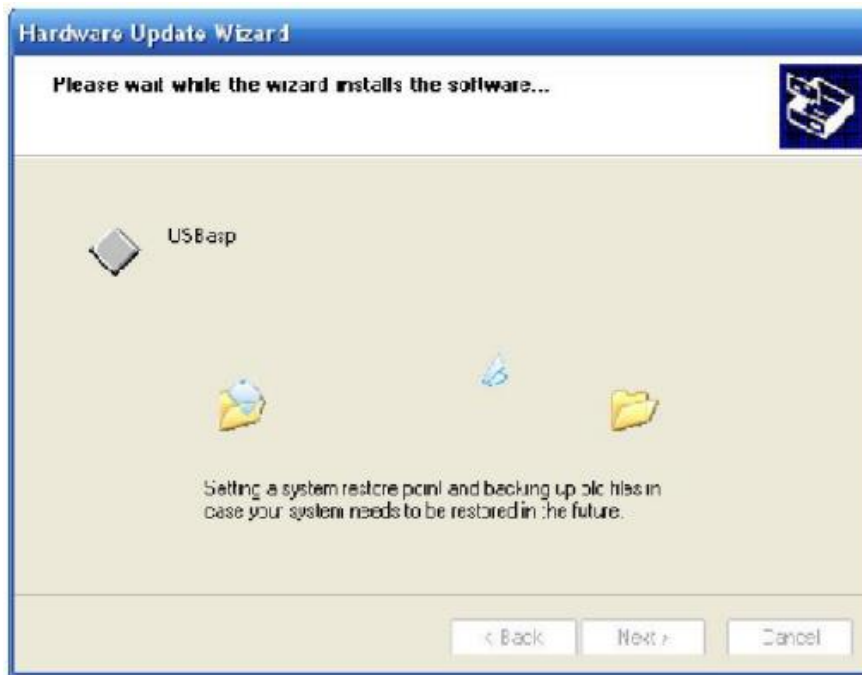 Hardware Update Wizard
Please wait while the wizard installs the software...
USBasp
Setting a system restore point and backing up old files in
case your system needs to be restored in the future.
< Back
Next >
Cancel